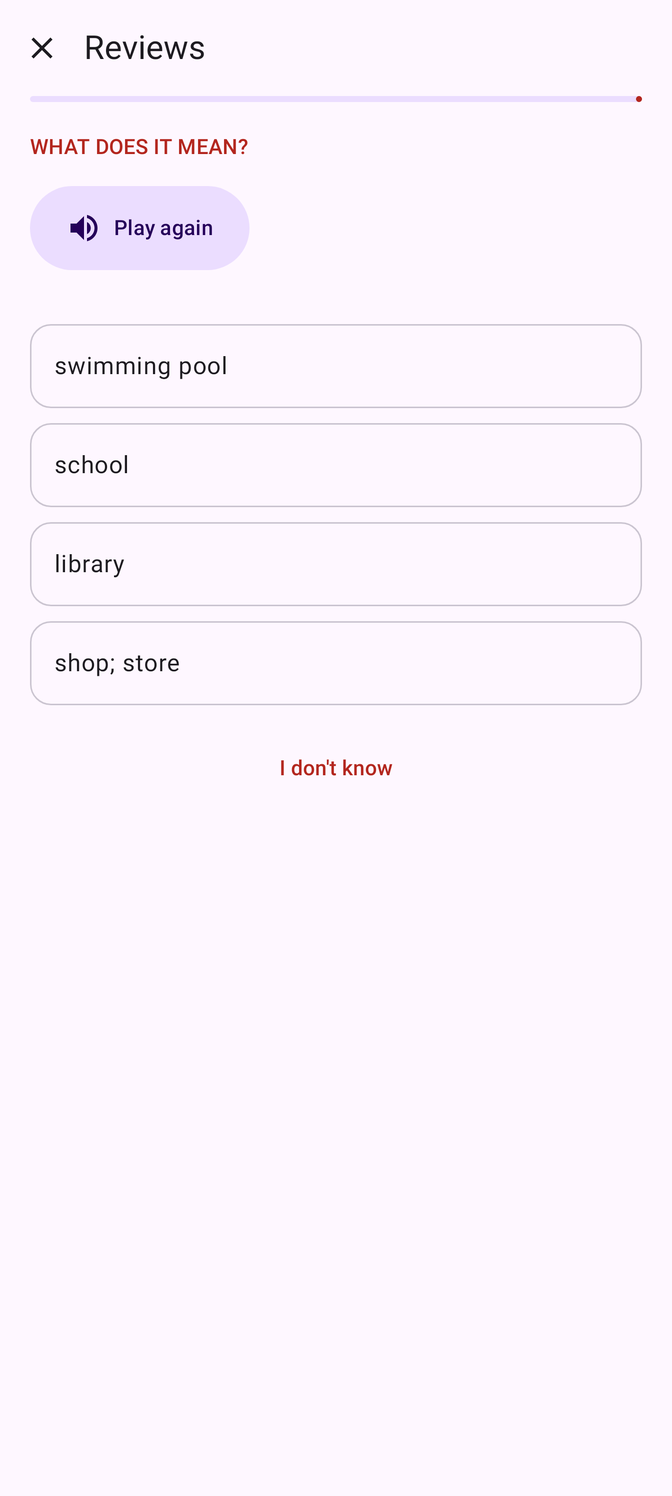 Reviews
WHAT DOES IT MEAN?
Play again
swimming pool
school
library
shop; store
I don't know